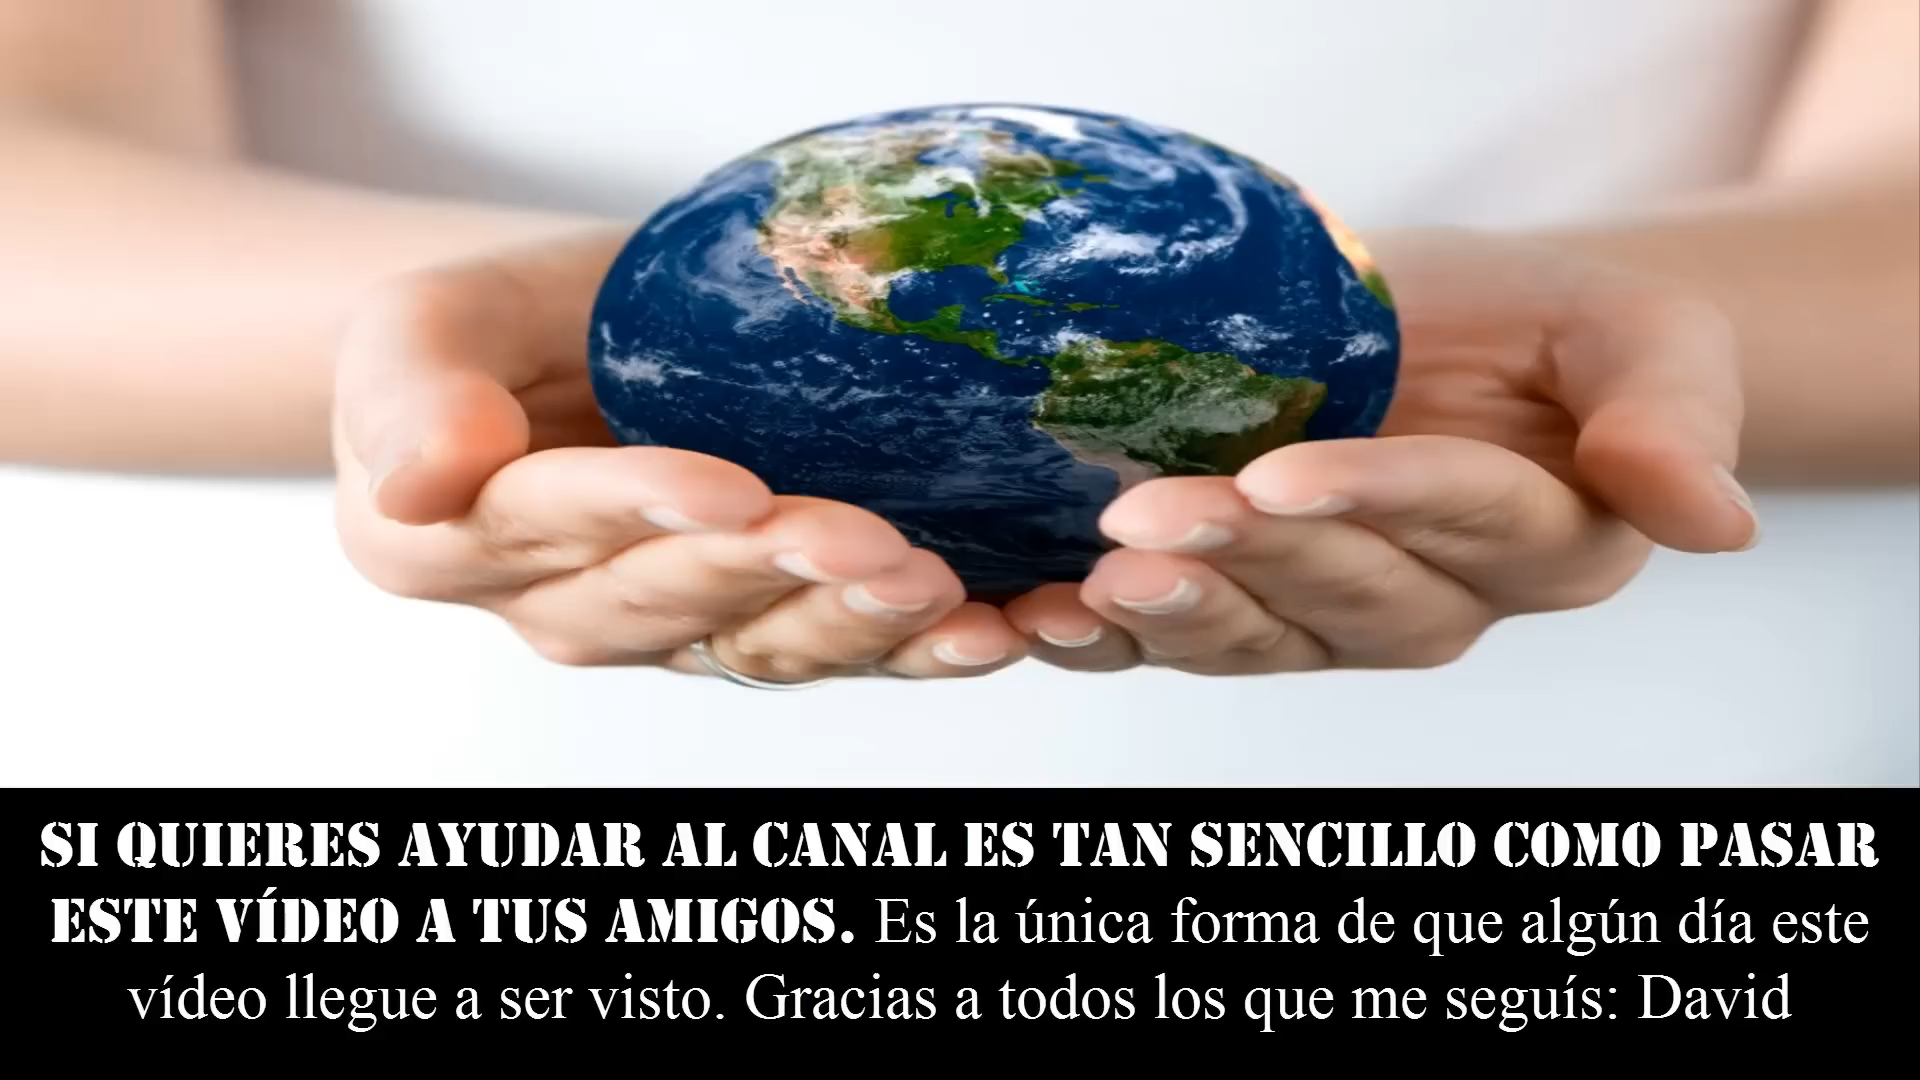 SI QUIERES AYUDAR AL CANAL ES TAN SENCILLO COMO PASAR
ESTE VÍDEO A TUS AMIGOS. Es la única forma de que algún día este
vídeo llegue a ser visto. Gracias a todos los que me seguís: David